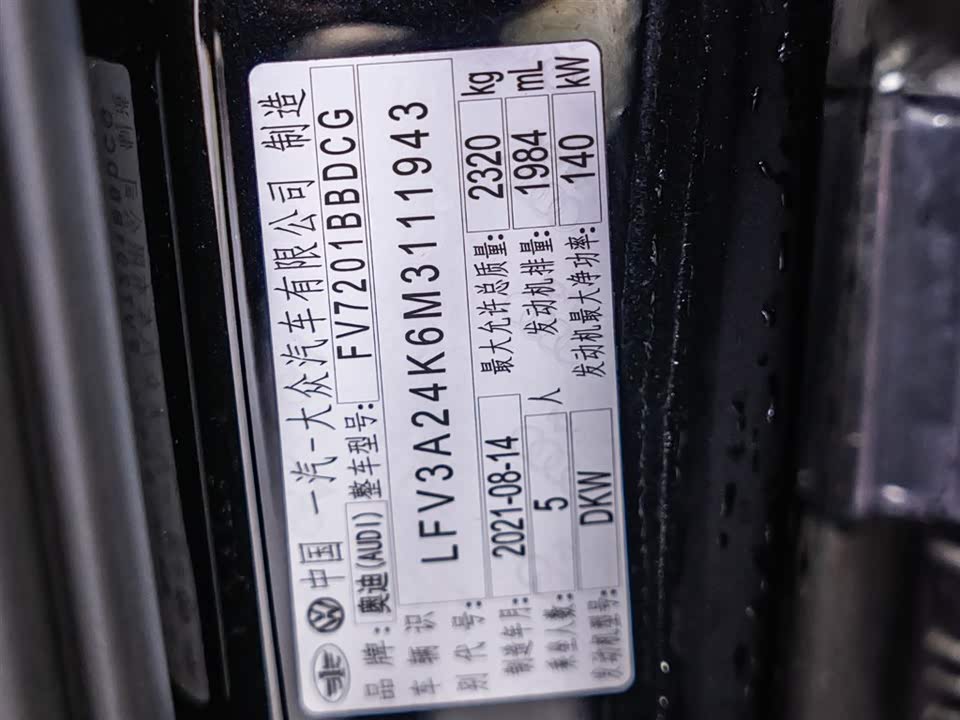 中国 一汽-大众汽车有限公司 制造
品牌: 奥迪(AUDI) 整车型号: FV7201BBDCG
车辆识别代号: LFV3A24K6M3111943
制造年月: 2021-08-14 最大允许总质量: 2320 kg
乘坐人数: 5 人 发动机排量: 1984 mL
发动机型号: DKW 发动机最大净功率: 140 kW